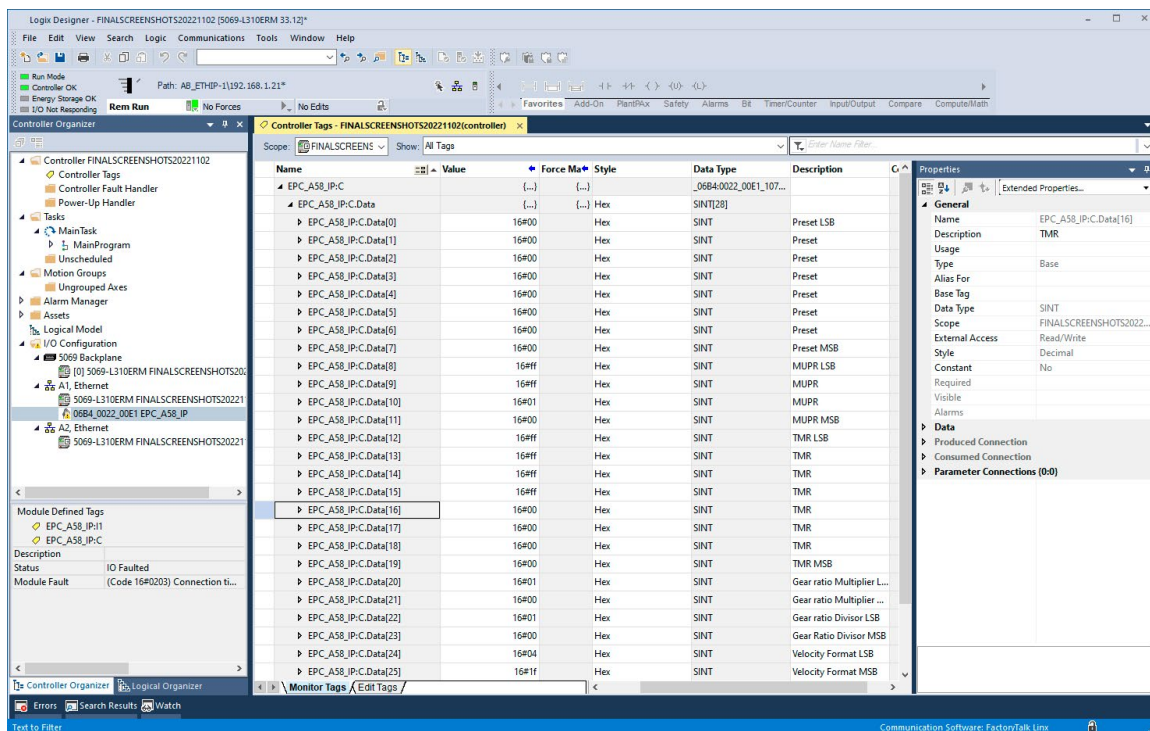 Logix Designer - FINALSCREENSHOTS20221102 [5069-L310ERM 33.12]*
File Edit View Search Logic Communications Tools Window Help
Run Mode
Controller OK
Energy Storage OK
I/O Not Responding
Path: AB_ETHIP-1\192.168.1.21*
Rem Run No Forces No Edits
Favorites Add-On PlantPAx Safety Alarms Bit Timer/Counter Input/Output Compare Compute/Math
Controller Organizer
Controller FINALSCREENSHOTS20221102
Controller Tags
Controller Fault Handler
Power-Up Handler
Tasks
MainTask
MainProgram
Unscheduled
Motion Groups
Ungrouped Axes
Alarm Manager
Assets
Logical Model
I/O Configuration
5069 Backplane
[0] 5069-L310ERM FINALSCREENSHOTS202
A1, Ethernet
5069-L310ERM FINALSCREENSHOTS20221
06B4_0022_00E1 EPC_A58_IP
A2, Ethernet
5069-L310ERM FINALSCREENSHOTS20221
Module Defined Tags
EPC_A58_IP:I1
EPC_A58_IP:C
Description
Status IO Faulted
Module Fault (Code 16#0203) Connection ti...
Controller Organizer Logical Organizer
Controller Tags - FINALSCREENSHOTS20221102(controller)
Scope: FINALSCREENS Show: All Tags Enter Name Filter...
Name Value Force Ma Style Data Type Description
EPC_A58_IP:C {...} {...} _06B4:0022_00E1_107...
EPC_A58_IP:C.Data {...} {...} Hex SINT[28]
EPC_A58_IP:C.Data[0] 16#00 Hex SINT Preset LSB
EPC_A58_IP:C.Data[1] 16#00 Hex SINT Preset
EPC_A58_IP:C.Data[2] 16#00 Hex SINT Preset
EPC_A58_IP:C.Data[3] 16#00 Hex SINT Preset
EPC_A58_IP:C.Data[4] 16#00 Hex SINT Preset
EPC_A58_IP:C.Data[5] 16#00 Hex SINT Preset
EPC_A58_IP:C.Data[6] 16#00 Hex SINT Preset
EPC_A58_IP:C.Data[7] 16#00 Hex SINT Preset MSB
EPC_A58_IP:C.Data[8] 16#ff Hex SINT MUPR LSB
EPC_A58_IP:C.Data[9] 16#ff Hex SINT MUPR
EPC_A58_IP:C.Data[10] 16#01 Hex SINT MUPR
EPC_A58_IP:C.Data[11] 16#00 Hex SINT MUPR MSB
EPC_A58_IP:C.Data[12] 16#ff Hex SINT TMR LSB
EPC_A58_IP:C.Data[13] 16#ff Hex SINT TMR
EPC_A58_IP:C.Data[14] 16#ff Hex SINT TMR
EPC_A58_IP:C.Data[15] 16#ff Hex SINT TMR
EPC_A58_IP:C.Data[16] 16#00 Hex SINT TMR
EPC_A58_IP:C.Data[17] 16#00 Hex SINT TMR
EPC_A58_IP:C.Data[18] 16#00 Hex SINT TMR
EPC_A58_IP:C.Data[19] 16#00 Hex SINT TMR MSB
EPC_A58_IP:C.Data[20] 16#01 Hex SINT Gear ratio Multiplier L...
EPC_A58_IP:C.Data[21] 16#00 Hex SINT Gear ratio Multiplier ...
EPC_A58_IP:C.Data[22] 16#01 Hex SINT Gear ratio Divisor LSB
EPC_A58_IP:C.Data[23] 16#00 Hex SINT Gear Ratio Divisor MSB
EPC_A58_IP:C.Data[24] 16#04 Hex SINT Velocity Format LSB
EPC_A58_IP:C.Data[25] 16#1f Hex SINT Velocity Format MSB
Monitor Tags Edit Tags
Properties
Extended Properties...
General
Name EPC_A58_IP:C.Data[16]
Description TMR
Usage
Type Base
Alias For
Base Tag
Data Type SINT
Scope FINALSCREENSHOTS2022...
External Access Read/Write
Style Decimal
Constant No
Required
Visible
Alarms
Data
Produced Connection
Consumed Connection
Parameter Connections {0:0}
Errors Search Results Watch
Text to Filter Communication Software: FactoryTalk Linx